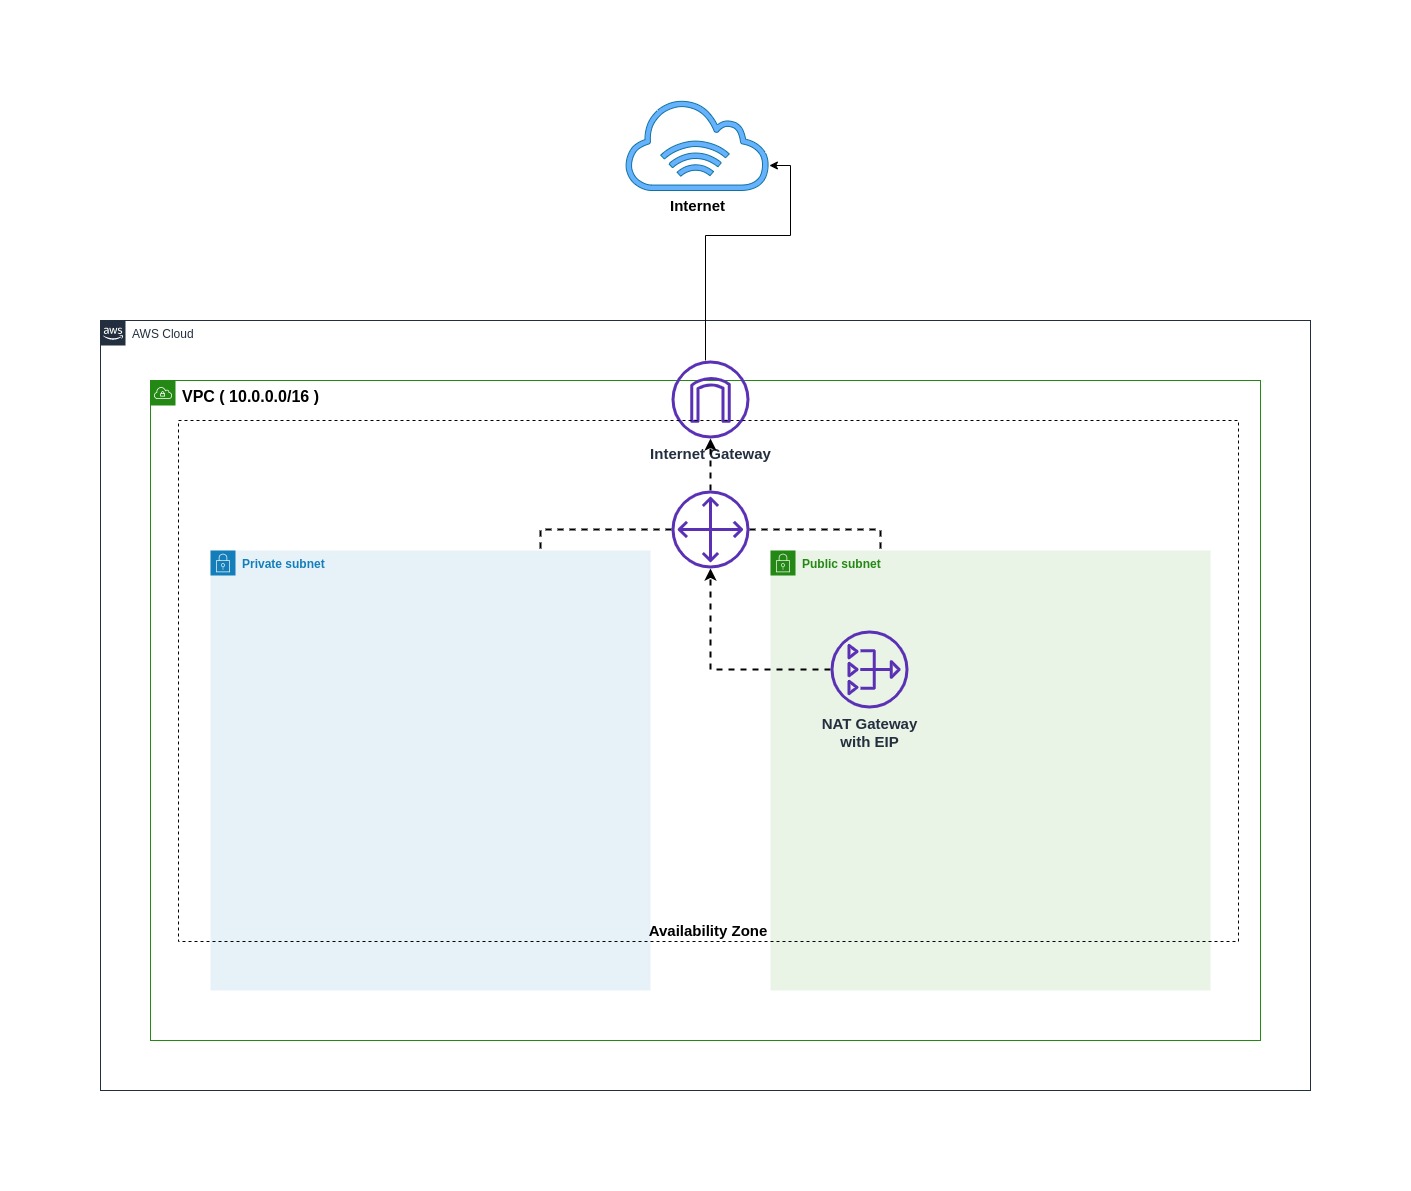 Internet
aws
AWS Cloud
VPC ( 10.0.0.0/16 )
Internet Gateway
Private subnet
Public subnet
NAT Gateway
with EIP
Availability Zone